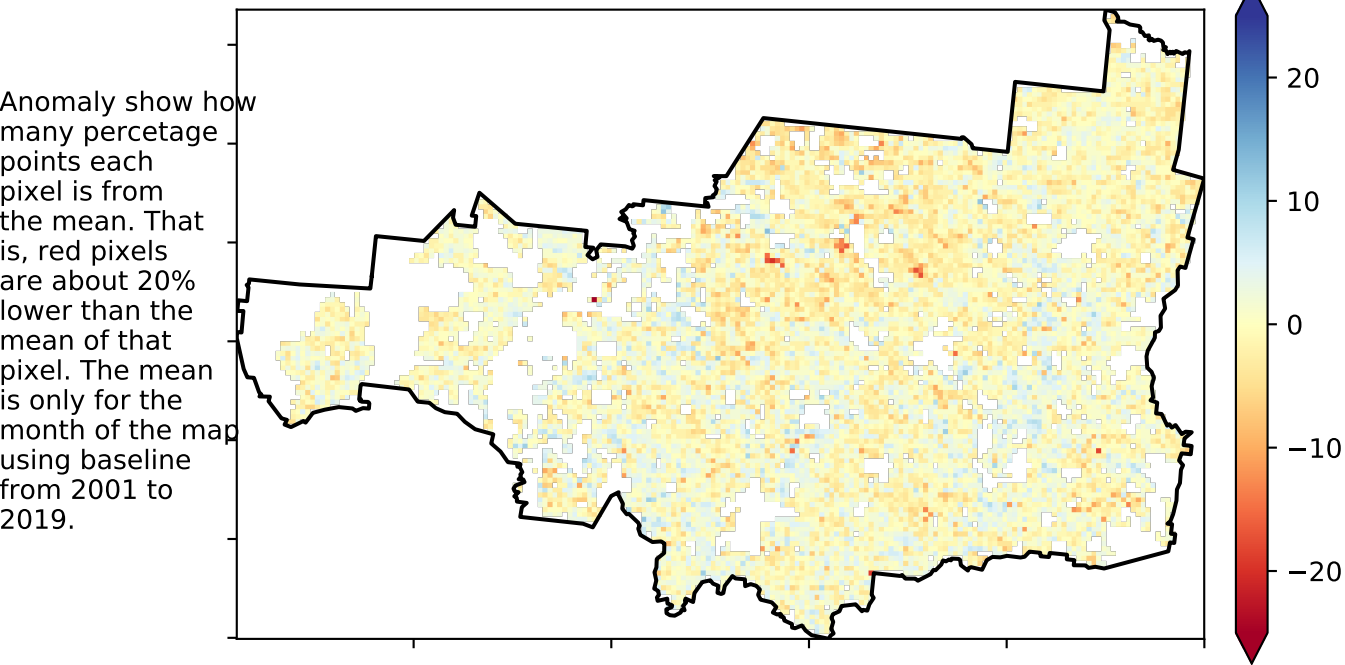 Anomaly show how
many percetage
points each
pixel is from
the mean. That
is, red pixels
are about 20%
lower than the
mean of that
pixel. The mean
is only for the
month of the map
using baseline
from 2001 to
2019.
20
10
0
−10
−20